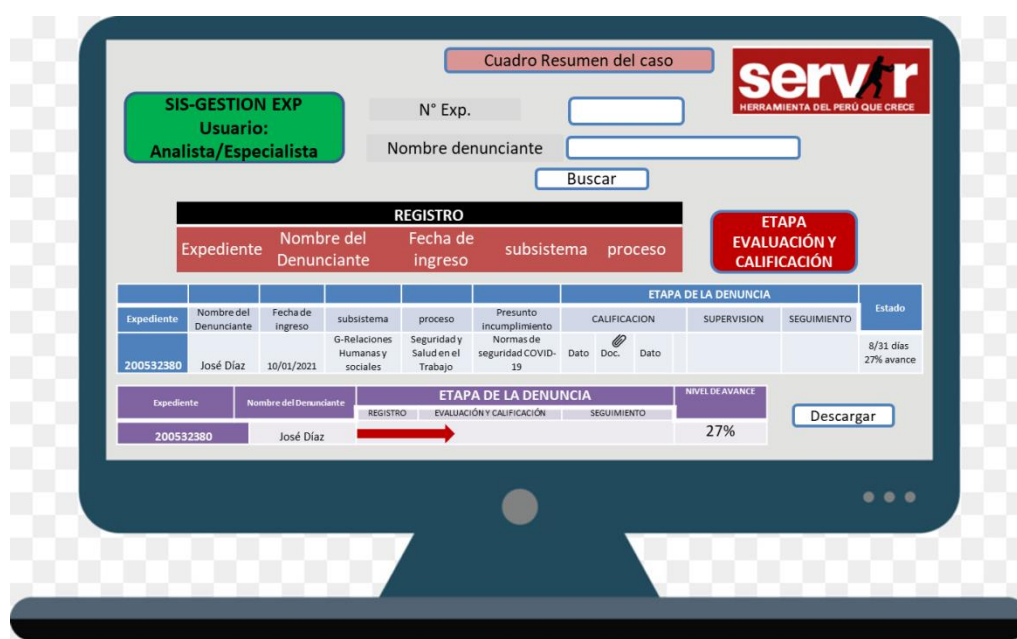 Cuadro Resumen del caso
servir
HERRAMIENTA DEL PERÚ QUE CRECE
SIS-GESTION EXP
Usuario:
Analista/Especialista
N° Exp.
Nombre denunciante
Buscar
REGISTRO
Expediente
Nombre del
Denunciante
Fecha de
ingreso
subsistema
proceso
ETAPA
EVALUACIÓN Y
CALIFICACIÓN
ETAPA DE LA DENUNCIA
Estado
Expediente
Nombre del
Denunciante
Fecha de
ingreso
subsistema
proceso
Presunto
incumplimiento
CALIFICACION
SUPERVISION
SEGUIMIENTO
200532380
José Díaz
10/01/2021
G-Relaciones
Humanas y
sociales
Seguridad y
Salud en el
Trabajo
Normas de
seguridad COVID-
19
Dato
Doc.
Dato
8/31 días
27% avance
Expediente
Nombre del Denunciante
ETAPA DE LA DENUNCIA
REGISTRO
EVALUACIÓN Y CALIFICACIÓN
SEGUIMIENTO
NIVEL DE AVANCE
200532380
José Díaz
27%
Descargar